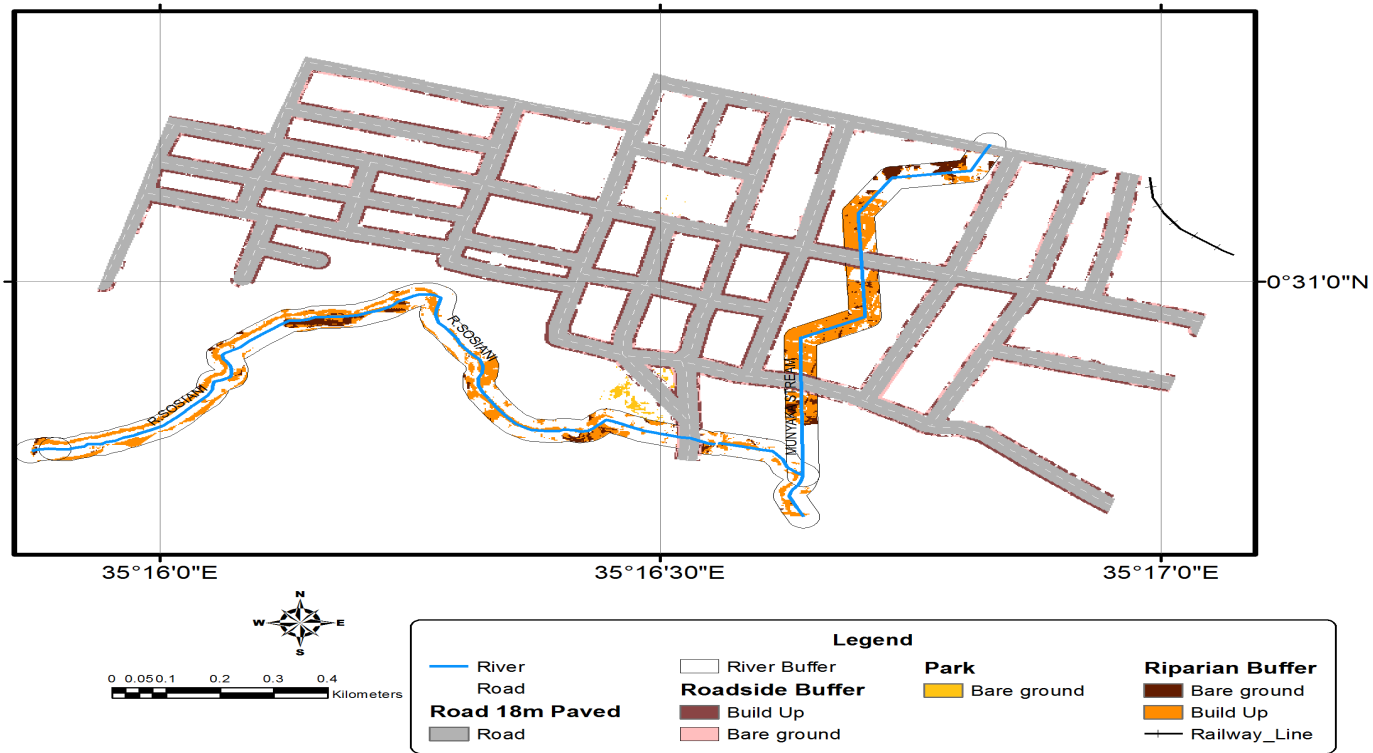 R.SOSIANI
R.SOSIANI
MUNYAKA STREAM
0°31'0"N
35°16'0"E
35°16'30"E
35°17'0"E
N
W
E
S
0 0.05 0.1 0.2 0.3 0.4
Kilometers
Legend
River
Road
Road 18m Paved
Road
River Buffer
Roadside Buffer
Build Up
Bare ground
Park
Bare ground
Riparian Buffer
Bare ground
Build Up
Railway_Line